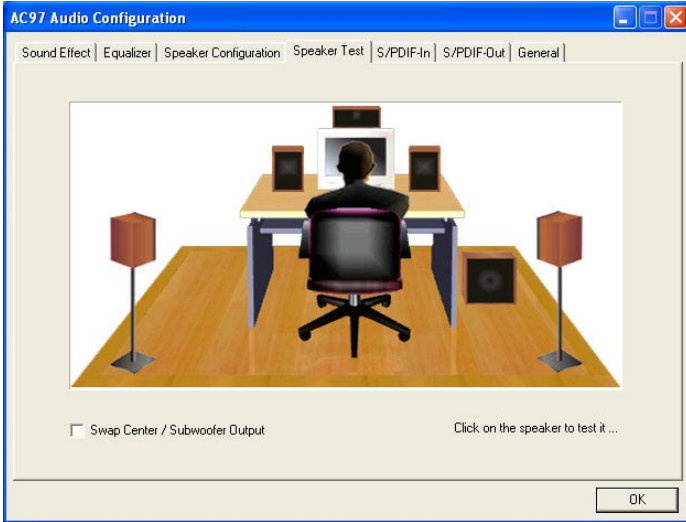 AC97 Audio Configuration
Sound Effect Equalizer Speaker Configuration Speaker Test S/PDIF-In S/PDIF-Out General
Swap Center / Subwoofer Output
Click on the speaker to test it ...
OK